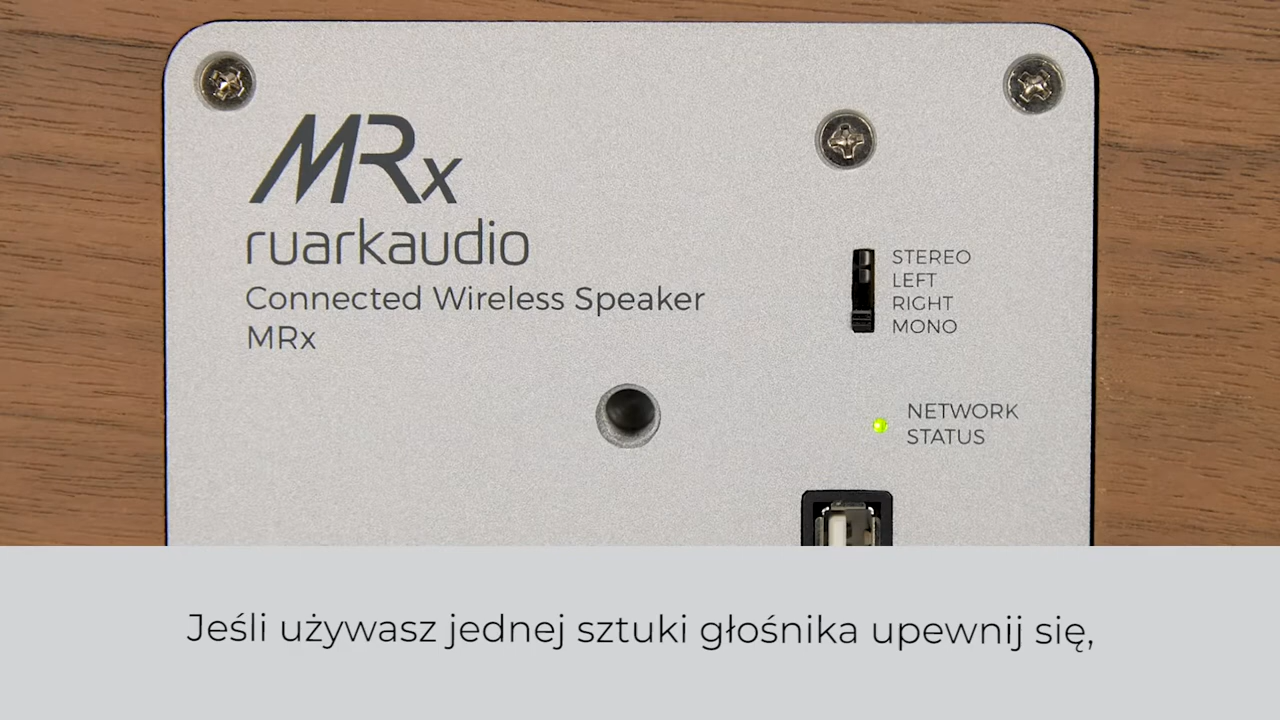 MRx
ruarkaudio
Connected Wireless Speaker
MRx
STEREO
LEFT
RIGHT
MONO
NETWORK
STATUS
Jeśli używasz jednej sztuki głośnika upewnij się,